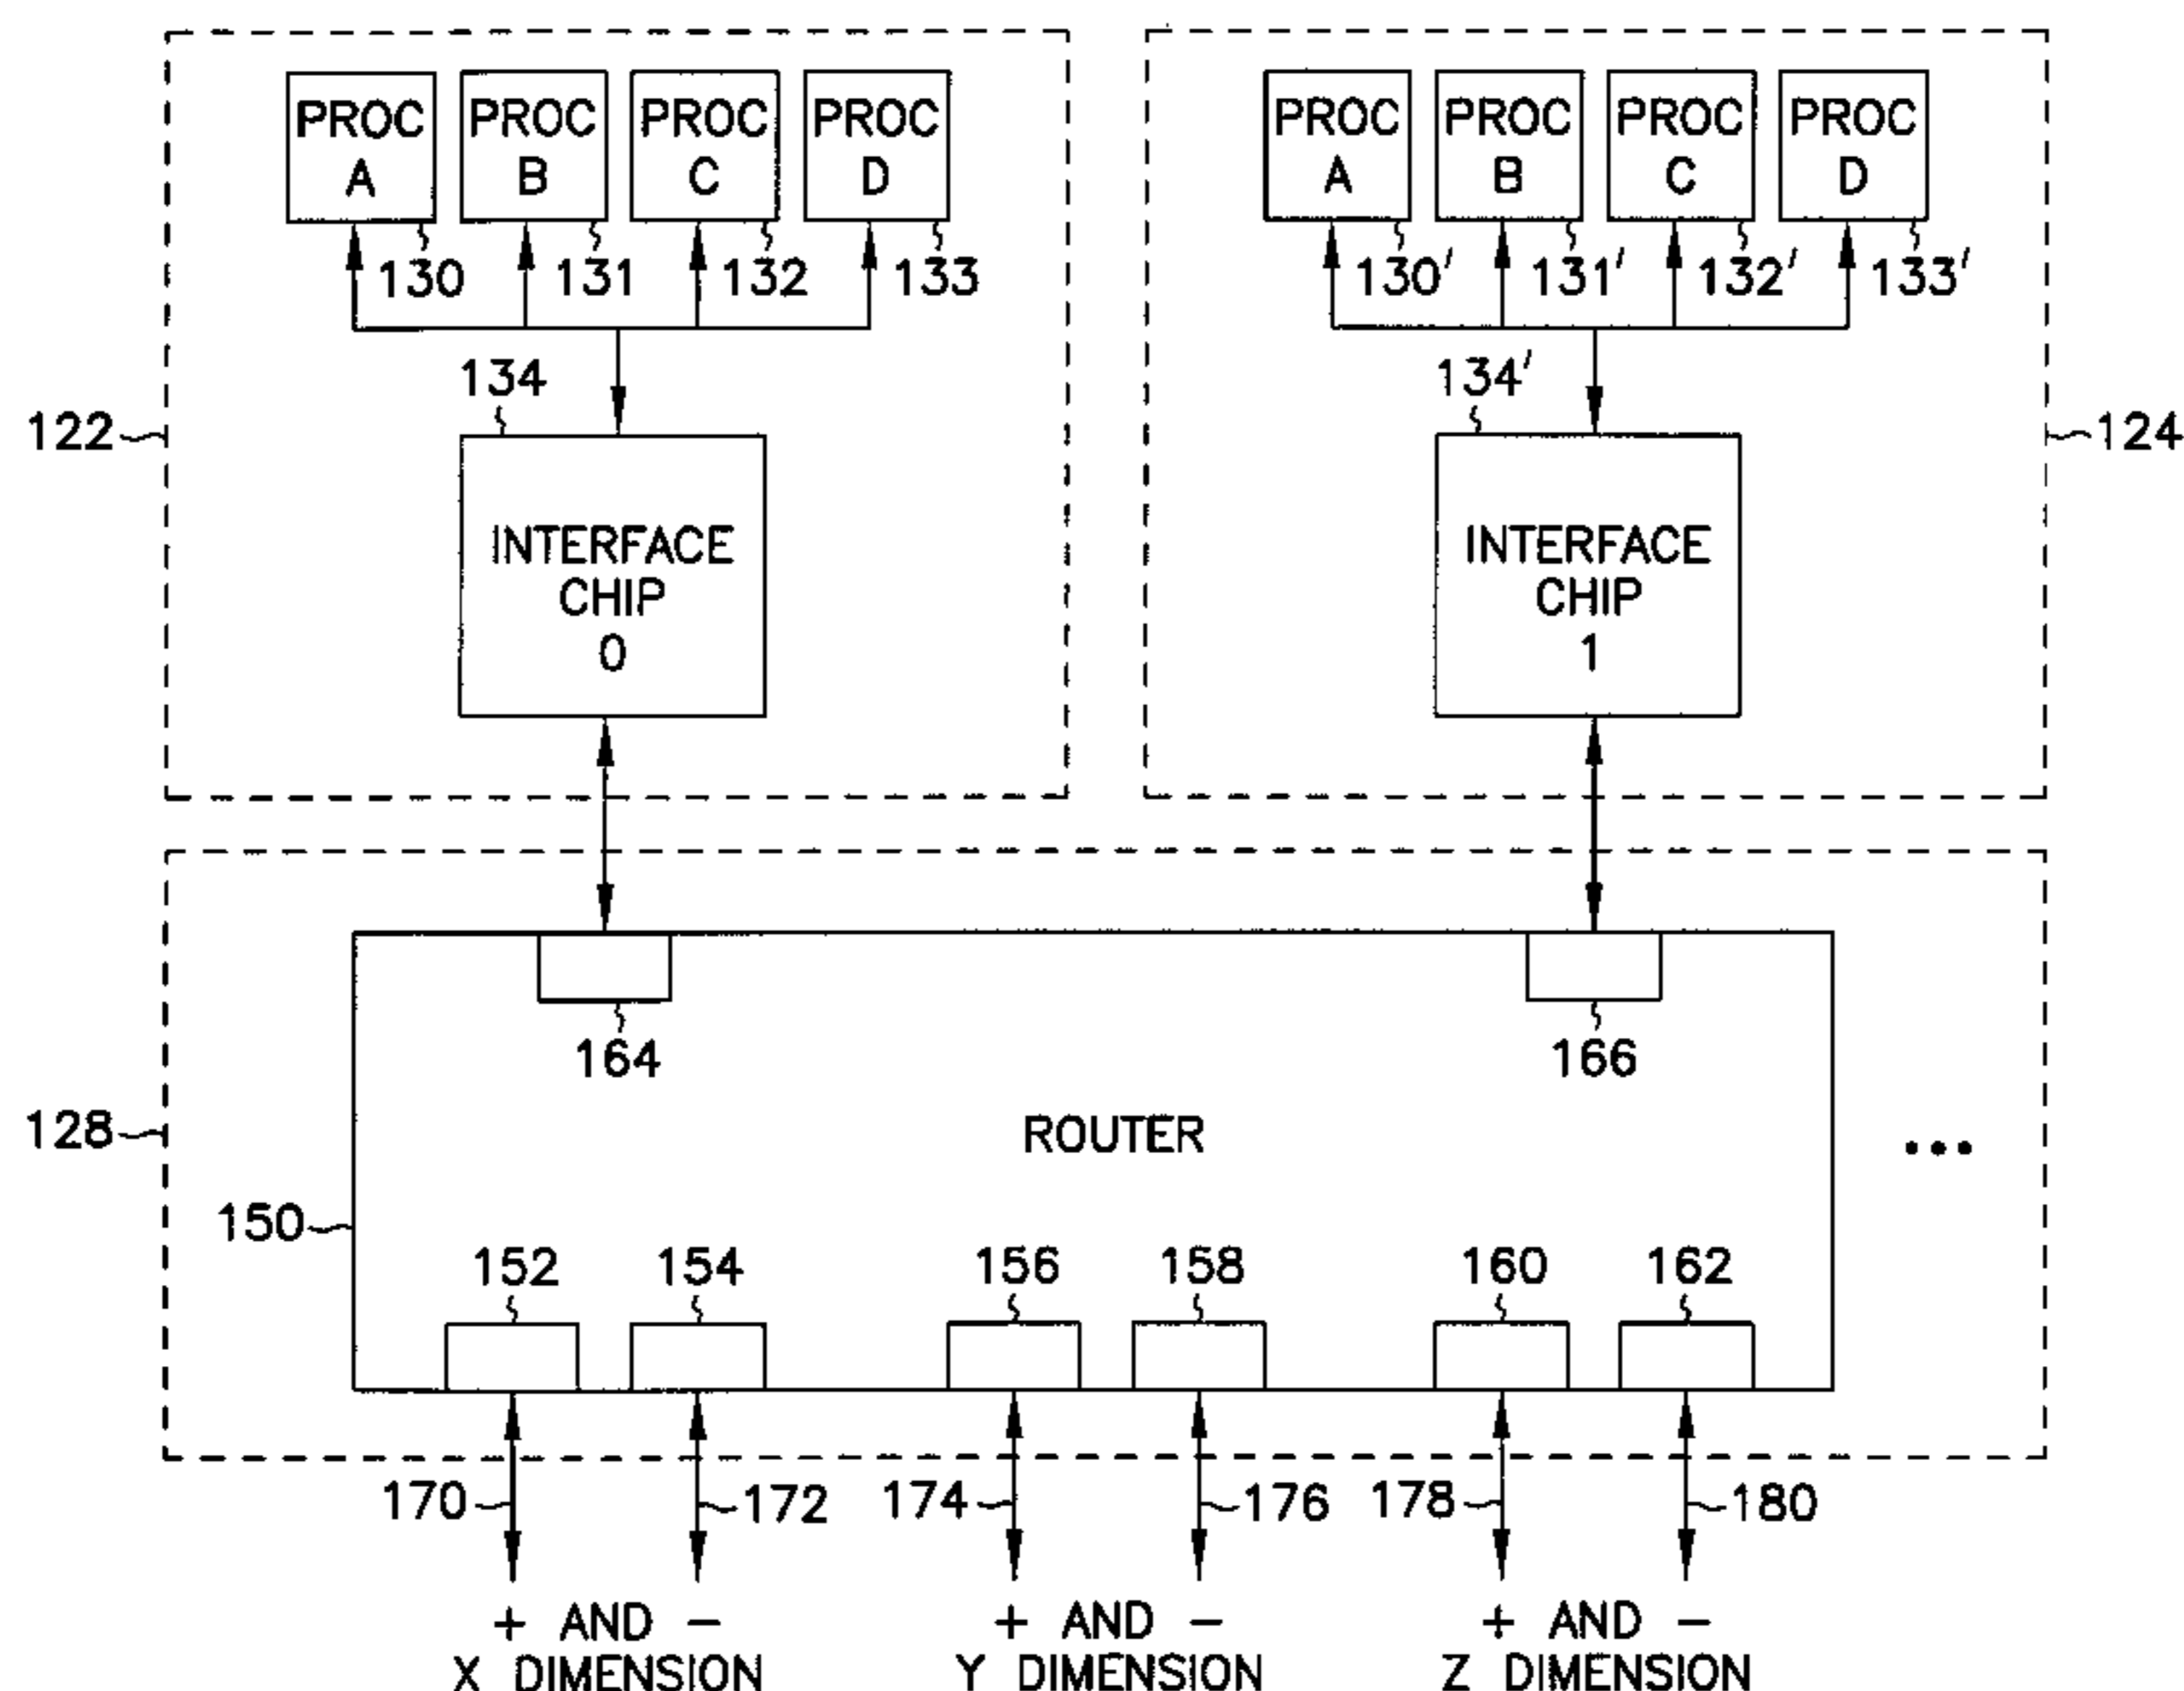 PROC A
PROC B
PROC C
PROC D
130
131
132
133
134
INTERFACE
CHIP
0
122
PROC A
PROC B
PROC C
PROC D
130'
131'
132'
133'
134'
INTERFACE
CHIP
1
124
164
166
128
ROUTER
...
150
152
154
156
158
160
162
170
172
174
176
178
180
+ AND -
X DIMENSION
+ AND -
Y DIMENSION
+ AND -
Z DIMENSION